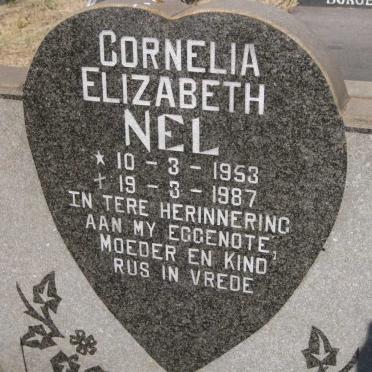 CORNELIA
ELIZABETH
NEL
* 10 - 3 - 1953
† 19 - 3 - 1987
IN TERE HERINNERING
AAN MY EGGENOTE,
MOEDER EN KIND,
RUS IN VREDE